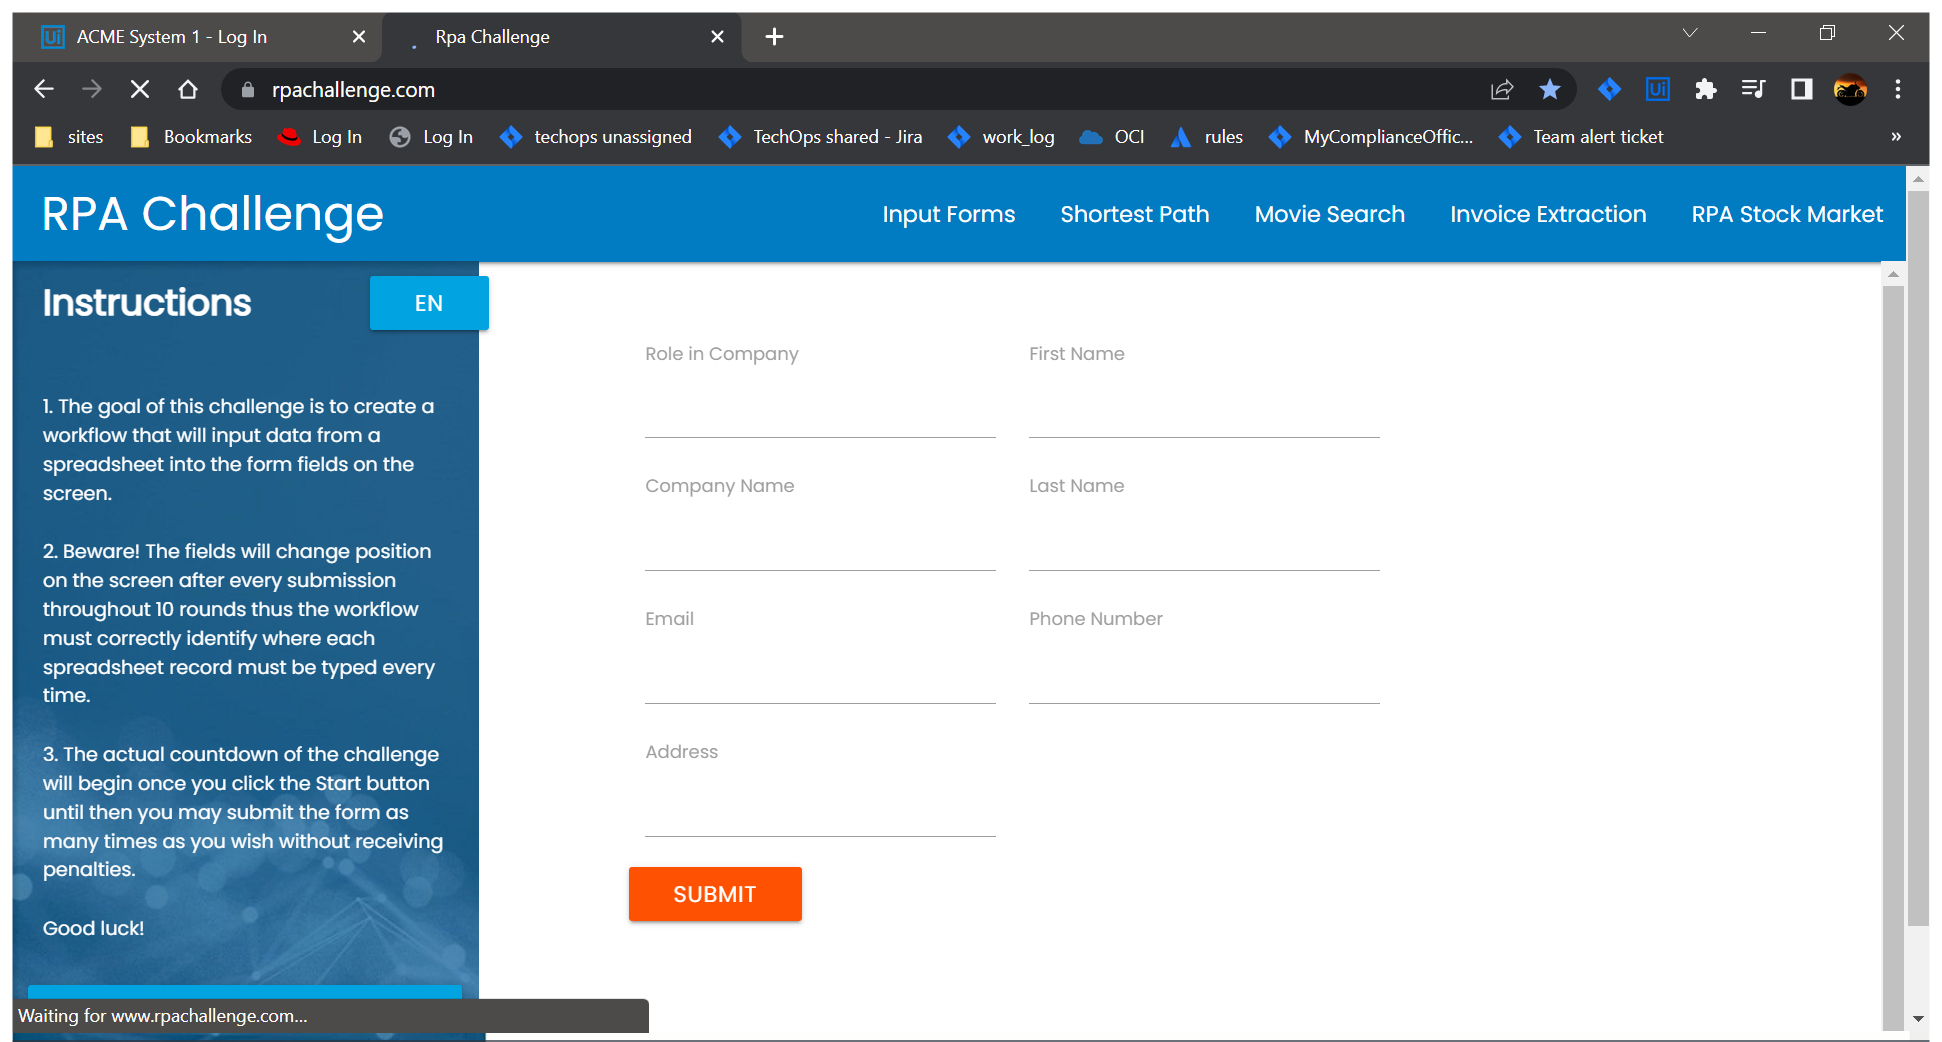 Ui ACME System 1 - Log In
Rpa Challenge
rpachallenge.com
Ui
sites
Bookmarks
Log In
Log In
techops unassigned
TechOps shared - Jira
work_log
OCI
rules
MyComplianceOffic...
Team alert ticket
»
RPA Challenge
Input Forms
Shortest Path
Movie Search
Invoice Extraction
RPA Stock Market
Instructions
EN
1. The goal of this challenge is to create a
workflow that will input data from a
spreadsheet into the form fields on the
screen.
2. Beware! The fields will change position
on the screen after every submission
throughout 10 rounds thus the workflow
must correctly identify where each
spreadsheet record must be typed every
time.
3. The actual countdown of the challenge
will begin once you click the Start button
until then you may submit the form as
many times as you wish without receiving
penalties.
Good luck!
Role in Company
First Name
Company Name
Last Name
Email
Phone Number
Address
SUBMIT
Waiting for www.rpachallenge.com...